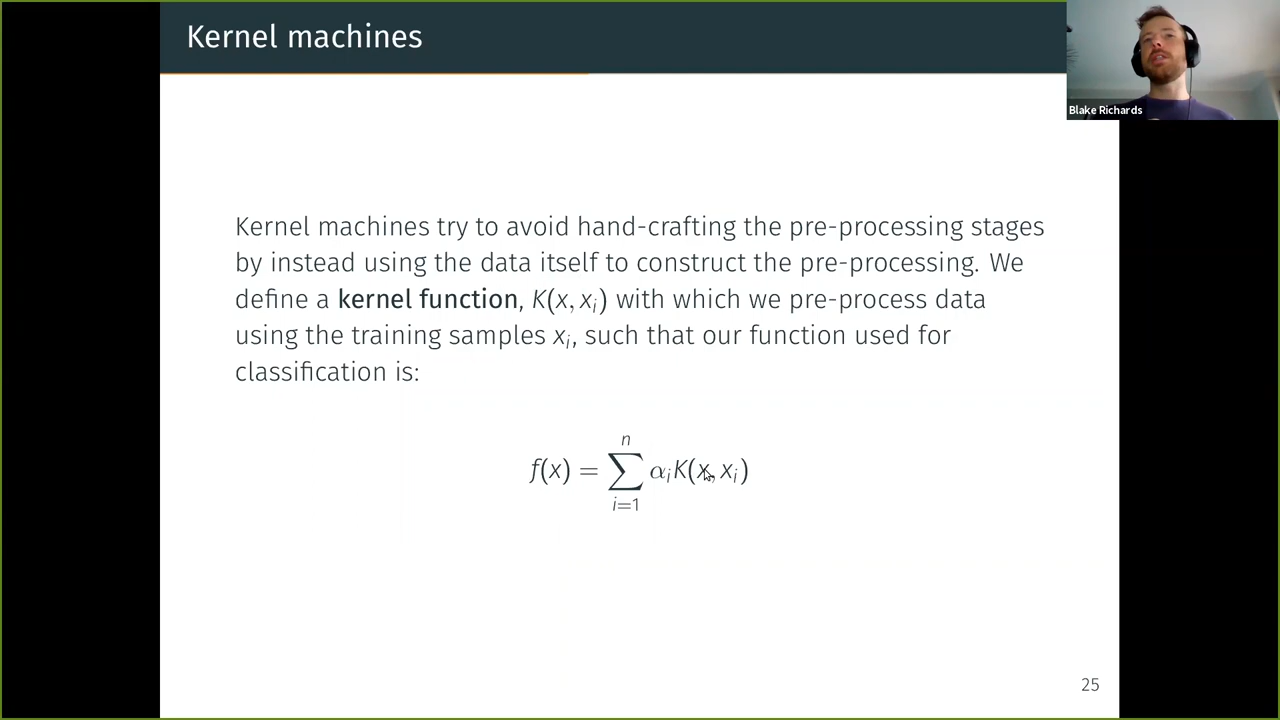 Kernel machines
Blake Richards
Kernel machines try to avoid hand-crafting the pre-processing stages
by instead using the data itself to construct the pre-processing. We
define a kernel function, K(x, xᵢ) with which we pre-process data
using the training samples xᵢ, such that our function used for
classification is:
f(x) = ∑ⁿᵢ₌₁ αᵢK(x, xᵢ)
25